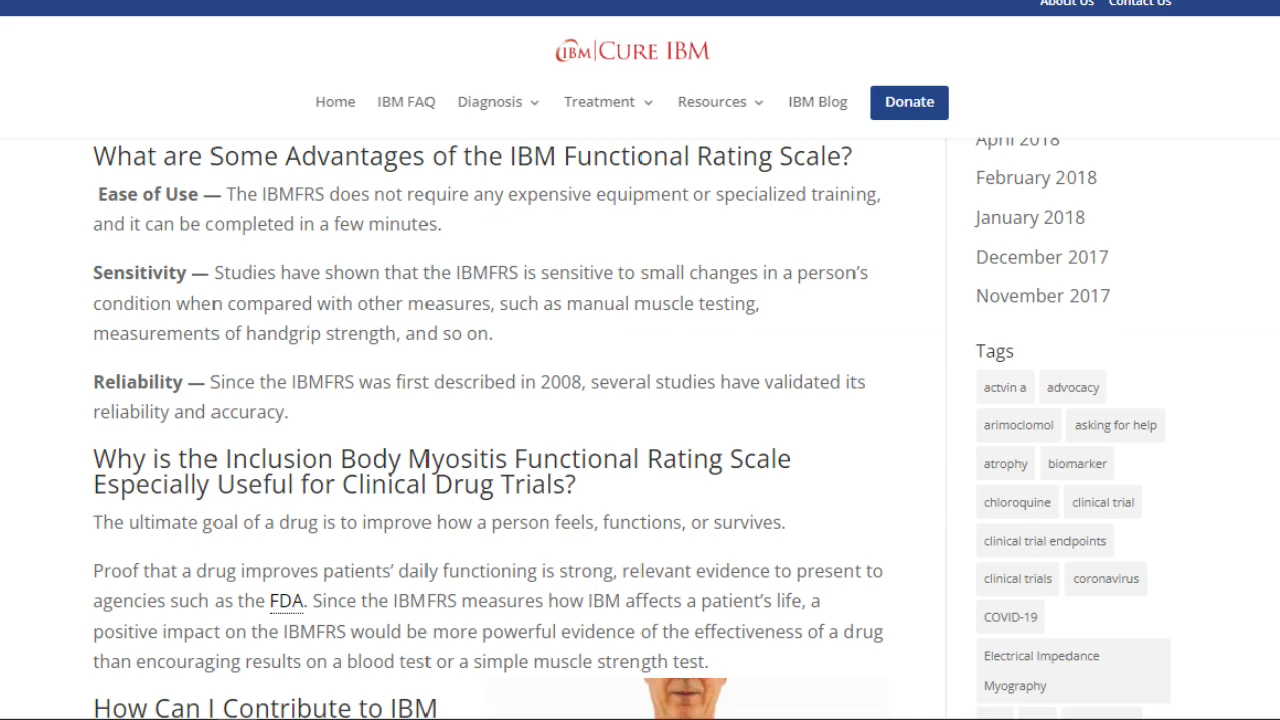 About Us Contact Us
IBM CURE IBM
Home IBM FAQ Diagnosis Treatment Resources IBM Blog Donate
What are Some Advantages of the IBM Functional Rating Scale?
Ease of Use — The IBMFRS does not require any expensive equipment or specialized training,
and it can be completed in a few minutes.
Sensitivity — Studies have shown that the IBMFRS is sensitive to small changes in a person’s
condition when compared with other measures, such as manual muscle testing,
measurements of handgrip strength, and so on.
Reliability — Since the IBMFRS was first described in 2008, several studies have validated its
reliability and accuracy.
Why is the Inclusion Body Myositis Functional Rating Scale
Especially Useful for Clinical Drug Trials?
The ultimate goal of a drug is to improve how a person feels, functions, or survives.
Proof that a drug improves patients’ daily functioning is strong, relevant evidence to present to
agencies such as the FDA. Since the IBMFRS measures how IBM affects a patient’s life, a
positive impact on the IBMFRS would be more powerful evidence of the effectiveness of a drug
than encouraging results on a blood test or a simple muscle strength test.
How Can I Contribute to IBM
April 2018
February 2018
January 2018
December 2017
November 2017
Tags
actvin a advocacy
arimoclomol asking for help
atrophy biomarker
chloroquine clinical trial
clinical trial endpoints
clinical trials coronavirus
COVID-19
Electrical Impedance
Myography